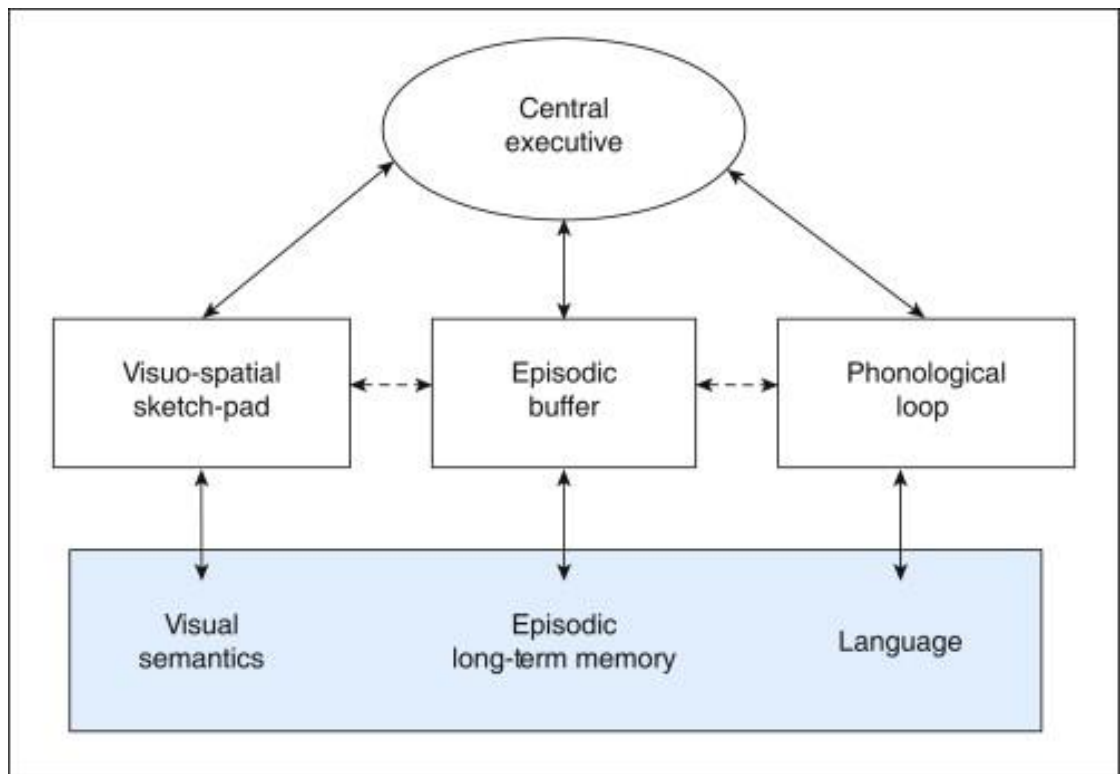 Central
executive
Visuo-spatial
sketch-pad
Episodic
buffer
Phonological
loop
Visual
semantics
Episodic
long-term memory
Language